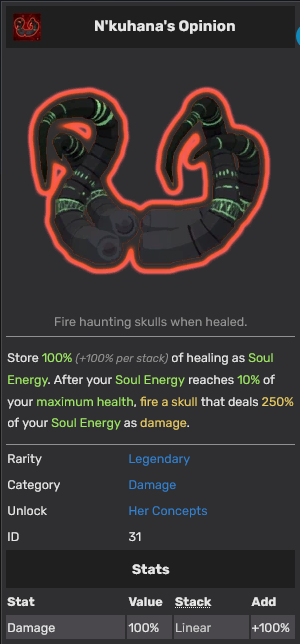 N'kuhana's Opinion
Fire haunting skulls when healed.
Store 100% (+100% per stack) of healing as Soul
Energy. After your Soul Energy reaches 10% of
your maximum health, fire a skull that deals 250%
of your Soul Energy as damage.
Rarity Legendary
Category Damage
Unlock Her Concepts
ID 31
Stats
Stat Value Stack Add
Damage 100% Linear +100%